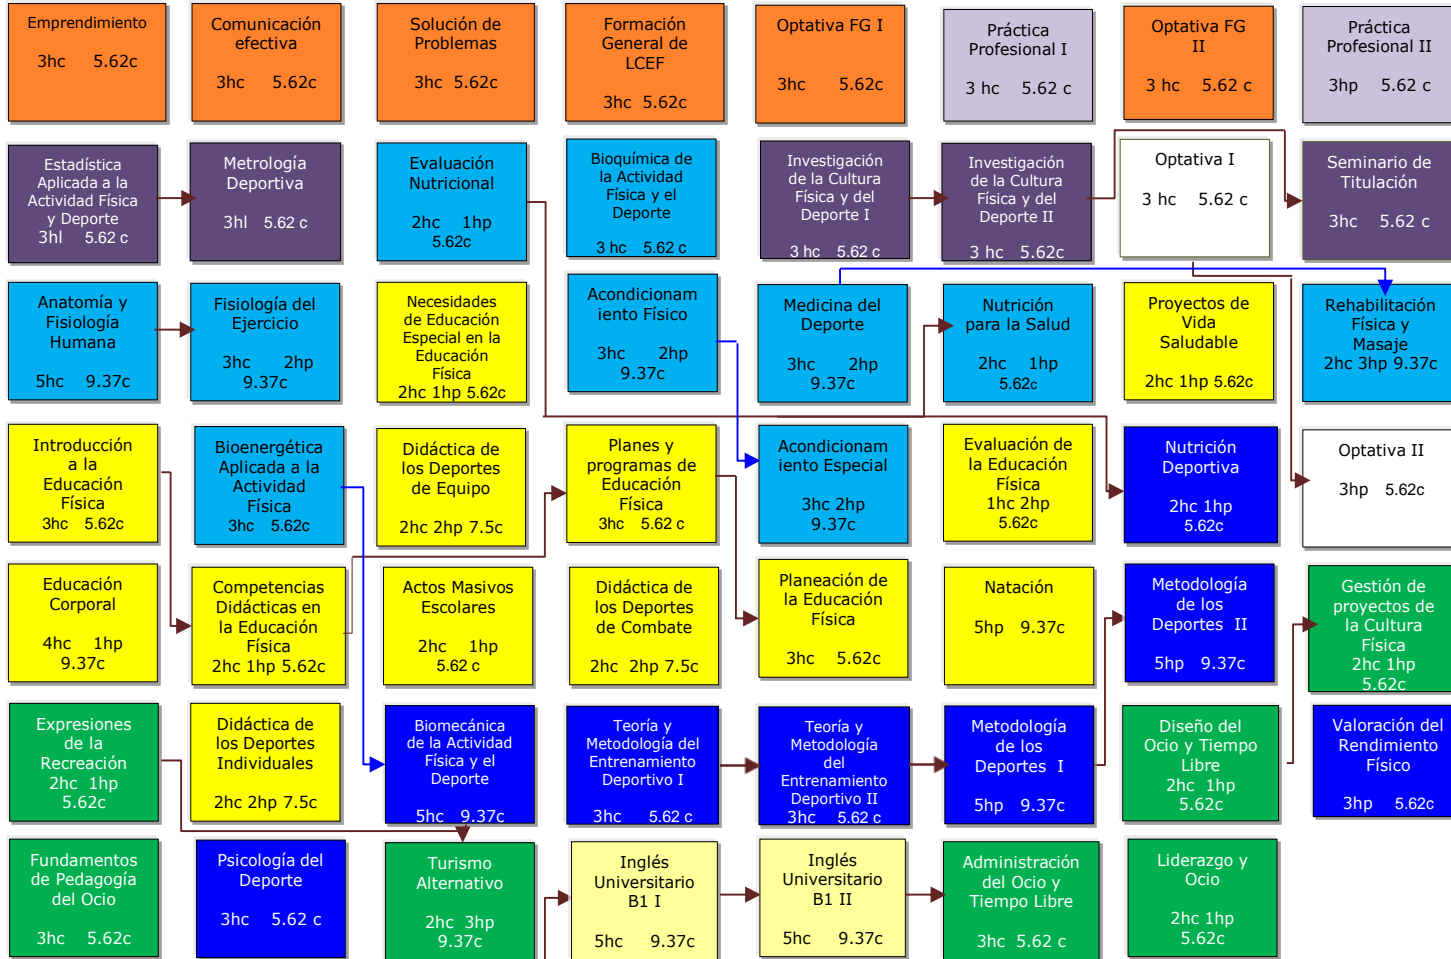 Emprendimiento
3hc 5.62c
Comunicación
efectiva
3hc 5.62c
Solución de
Problemas
3hc 5.62c
Formación
General de
LCEF
3hc 5.62c
Optativa FG I
3hc 5.62c
Práctica
Profesional I
3 hc 5.62 c
Optativa FG
II
3 hc 5.62 c
Práctica
Profesional II
3hp 5.62 c
Estadística
Aplicada a la
Actividad Física
y Deporte
3hl 5.62 c
Metrología
Deportiva
3hl 5.62 c
Evaluación
Nutricional
2hc 1hp
5.62c
Bioquímica de
la Actividad
Física y el
Deporte
3 hc 5.62 c
Investigación
de la Cultura
Física y del
Deporte I
3 hc 5.62 c
Investigación
de la Cultura
Física y del
Deporte II
3 hc 5.62c
Optativa I
3 hc 5.62 c
Seminario de
Titulación
3hc 5.62 c
Anatomía y
Fisiología
Humana
5hc 9.37c
Fisiología del
Ejercicio
3hc 2hp
9.37c
Necesidades
de Educación
Especial en la
Educación
Física
2hc 1hp 5.62c
Acondicionam
iento Físico
3hc 2hp
9.37c
Medicina del
Deporte
3hc 2hp
9.37c
Nutrición
para la Salud
2hc 1hp
5.62c
Proyectos de
Vida
Saludable
2hc 1hp 5.62c
Rehabilitación
Física y
Masaje
2hc 3hp 9.37c
Introducción
a la
Educación
Física
3hc 5.62c
Bioenergética
Aplicada a la
Actividad
Física
3hc 5.62c
Didáctica de
los Deportes
de Equipo
2hc 2hp 7.5c
Planes y
programas de
Educación
Física
3hc 5.62 c
Acondicionam
iento Especial
3hc 2hp
9.37c
Evaluación de
la Educación
Física
1hc 2hp
5.62c
Nutrición
Deportiva
2hc 1hp
5.62c
Optativa II
3hp 5.62c
Educación
Corporal
4hc 1hp
9.37c
Competencias
Didácticas en
la Educación
Física
2hc 1hp 5.62c
Actos Masivos
Escolares
2hc 1hp
5.62 c
Didáctica de
los Deportes
de Combate
2hc 2hp 7.5c
Planeación de
la Educación
Física
3hc 5.62c
Natación
5hp 9.37c
Metodología
de los
Deportes II
5hp 9.37c
Gestión de
proyectos de
la Cultura
Física
2hc 1hp
5.62c
Expresiones
de la
Recreación
2hc 1hp
5.62c
Didáctica de
los Deportes
Individuales
2hc 2hp 7.5c
Biomecánica
de la Actividad
Física y el
Deporte
5hc 9.37c
Teoría y
Metodología del
Entrenamiento
Deportivo I
3hc 5.62 c
Teoría y
Metodología
del
Entrenamiento
Deportivo II
3hc 5.62 c
Metodología
de los
Deportes I
5hp 9.37c
Diseño del
Ocio y Tiempo
Libre
2hc 1hp
5.62c
Valoración del
Rendimiento
Físico
3hp 5.62c
Fundamentos
de Pedagogía
del Ocio
3hc 5.62c
Psicología del
Deporte
3hc 5.62 c
Turismo
Alternativo
2hc 3hp
9.37c
Inglés
Universitario
B1 I
5hc 9.37c
Inglés
Universitario
B1 II
5hc 9.37c
Administración
del Ocio y
Tiempo Libre
3hc 5.62 c
Liderazgo y
Ocio
2hc 1hp
5.62c